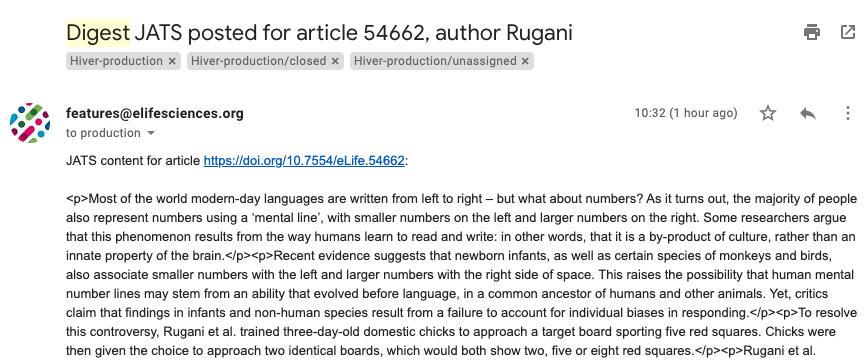 Digest JATS posted for article 54662, author Rugani
Hiver-production × Hiver-production/closed × Hiver-production/unassigned ×
features@elifesciences.org 10:32 (1 hour ago)
to production
JATS content for article https://doi.org/10.7554/eLife.54662:
<p>Most of the world modern-day languages are written from left to right – but what about numbers? As it turns out, the majority of people
also represent numbers using a ‘mental line’, with smaller numbers on the left and larger numbers on the right. Some researchers argue
that this phenomenon results from the way humans learn to read and write: in other words, that it is a by-product of culture, rather than an
innate property of the brain.</p><p>Recent evidence suggests that newborn infants, as well as certain species of monkeys and birds,
also associate smaller numbers with the left and larger numbers with the right side of space. This raises the possibility that human mental
number lines may stem from an ability that evolved before language, in a common ancestor of humans and other animals. Yet, critics
claim that findings in infants and non-human species result from a failure to account for individual biases in responding.</p><p>To resolve
this controversy, Rugani et al. trained three-day-old domestic chicks to approach a target board sporting five red squares. Chicks were
then given the choice to approach two identical boards, which would both show two, five or eight red squares.</p><p>Rugani et al.